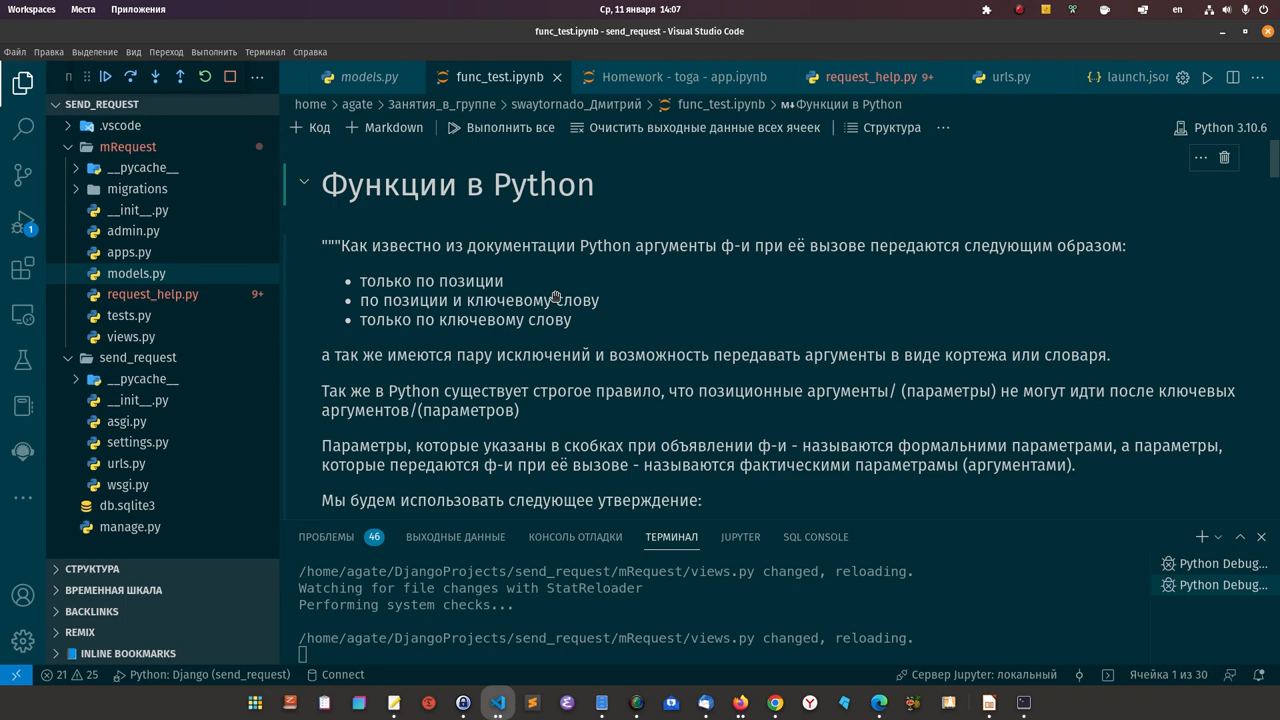 Workspaces Места Приложения Ср, 11 января 14:07 en
func_test.ipynb - send_request - Visual Studio Code
Файл Правка Выделение Вид Переход Выполнить Терминал Справка
П
models.py func_test.ipynb Homework - toga - app.ipynb request_help.py 9+ urls.py launch.json
SEND_REQUEST
home > agate > Занятия_в_группе > swaytornado_Дмитрий > func_test.ipynb > Функции в Python
Код Markdown Выполнить все Очистить выходные данные всех ячеек Структура Python 3.10.6
.vscode
mRequest
__pycache__
migrations
__init__.py
admin.py
apps.py
models.py
request_help.py 9+
tests.py
views.py
send_request
__pycache__
__init__.py
asgi.py
settings.py
urls.py
wsgi.py
db.sqlite3
manage.py
СТРУКТУРА
ВРЕМЕННАЯ ШКАЛА
BACKLINKS
REMIX
INLINE BOOKMARKS
1
Функции в Python
"""Как известно из документации Python аргументы ф-и при её вызове передаются следующим образом:
• только по позиции
• по позиции и ключевому слову
• только по ключевому слову
а так же имеются пару исключений и возможность передавать аргументы в виде кортежа или словаря.
Так же в Python существует строгое правило, что позиционные аргументы/ (параметры) не могут идти после ключевых
аргументов/(параметров)
Параметры, которые указаны в скобках при объявлении ф-и - называются формальними параметрами, а параметры,
которые передаются ф-и при её вызове - называются фактическими параметрамы (аргументами).
Мы будем использовать следующее утверждение:
ПРОБЛЕМЫ 46 ВЫХОДНЫЕ ДАННЫЕ КОНСОЛЬ ОТЛАДКИ ТЕРМИНАЛ JUPYTER SQL CONSOLE
/home/agate/DjangoProjects/send_request/mRequest/views.py changed, reloading.
Watching for file changes with StatReloader
Performing system checks...
/home/agate/DjangoProjects/send_request/mRequest/views.py changed, reloading.
Python Debug...
Python Debug...
21 25 Python: Django (send_request) Connect Сервер Jupyter: локальный Ячейка 1 из 30